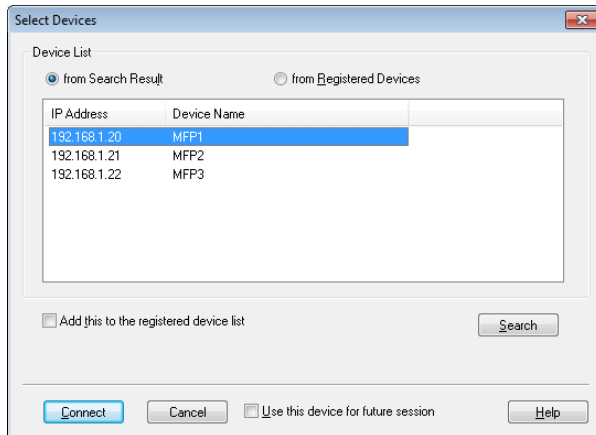 Select Devices
Device List
from Search Result from Registered Devices
IP Address Device Name
192.168.1.20 MFP1
192.168.1.21 MFP2
192.168.1.22 MFP3
Add this to the registered device list
Search
Connect Cancel Use this device for future session Help